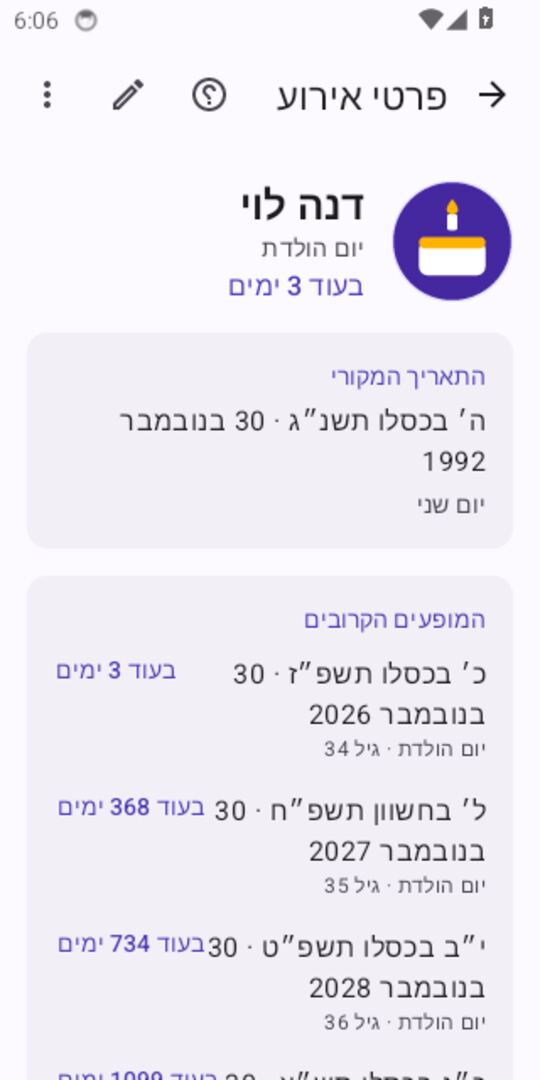 6:06
פרטי אירוע
דנה לוי
יום הולדת
בעוד 3 ימים
התאריך המקורי
ה׳ בכסלו תשנ״ג · 30 בנובמבר
1992
יום שני
המופעים הקרובים
כ׳ בכסלו תשפ״ז · 30 בעוד 3 ימים
בנובמבר 2026
יום הולדת · גיל 34
ל׳ בחשוון תשפ״ח · 30 בעוד 368 ימים
בנובמבר 2027
יום הולדת · גיל 35
י״ב בכסלו תשפ״ט · 30 בעוד 734 ימים
בנובמבר 2028
יום הולדת · גיל 36
בעוד 1099 ימים